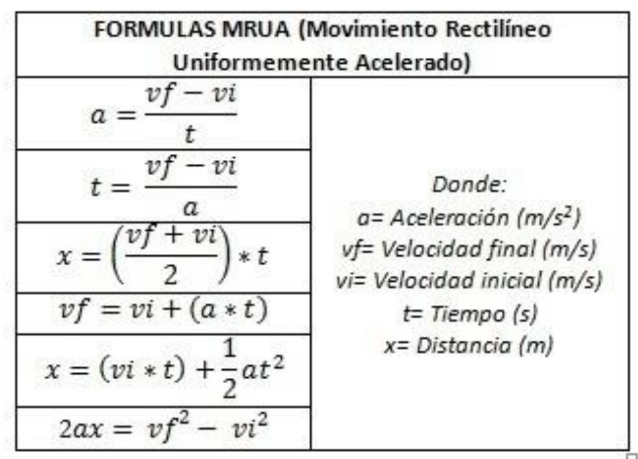 FORMULAS MRUA (Movimiento Rectilíneo
Uniformemente Acelerado)
a = (vf − vi)/t
t = (vf − vi)/a
x = ((vf + vi)/2) * t
vf = vi + (a * t)
x = (vi * t) + 1/2 at²
2ax = vf² − vi²
Donde:
a= Aceleración (m/s²)
vf= Velocidad final (m/s)
vi= Velocidad inicial (m/s)
t= Tiempo (s)
x= Distancia (m)